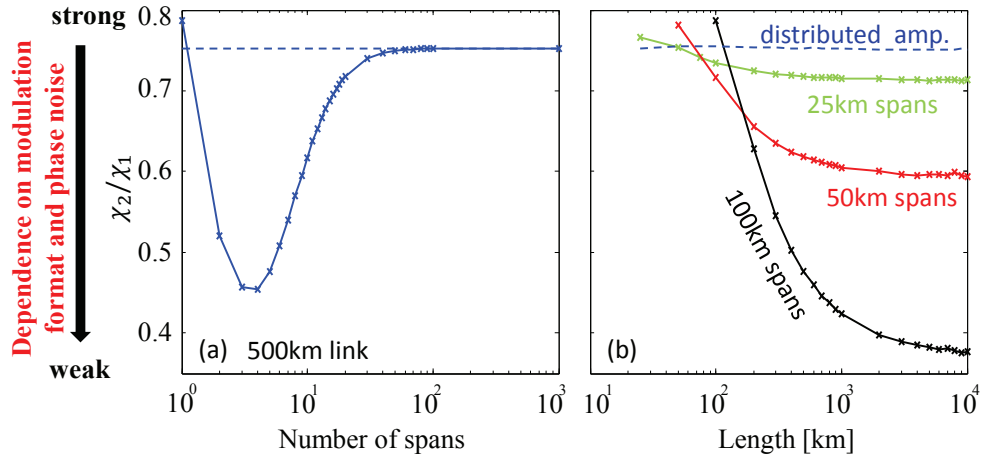 strong
Dependence on modulation
format and phase noise
weak
χ2/χ1
0.8
0.7
0.6
0.5
0.4
(a) 500km link
10^0
10^1
10^2
10^3
Number of spans
distributed amp.
25km spans
50km spans
100km spans
(b)
10^1
10^2
10^3
10^4
Length [km]